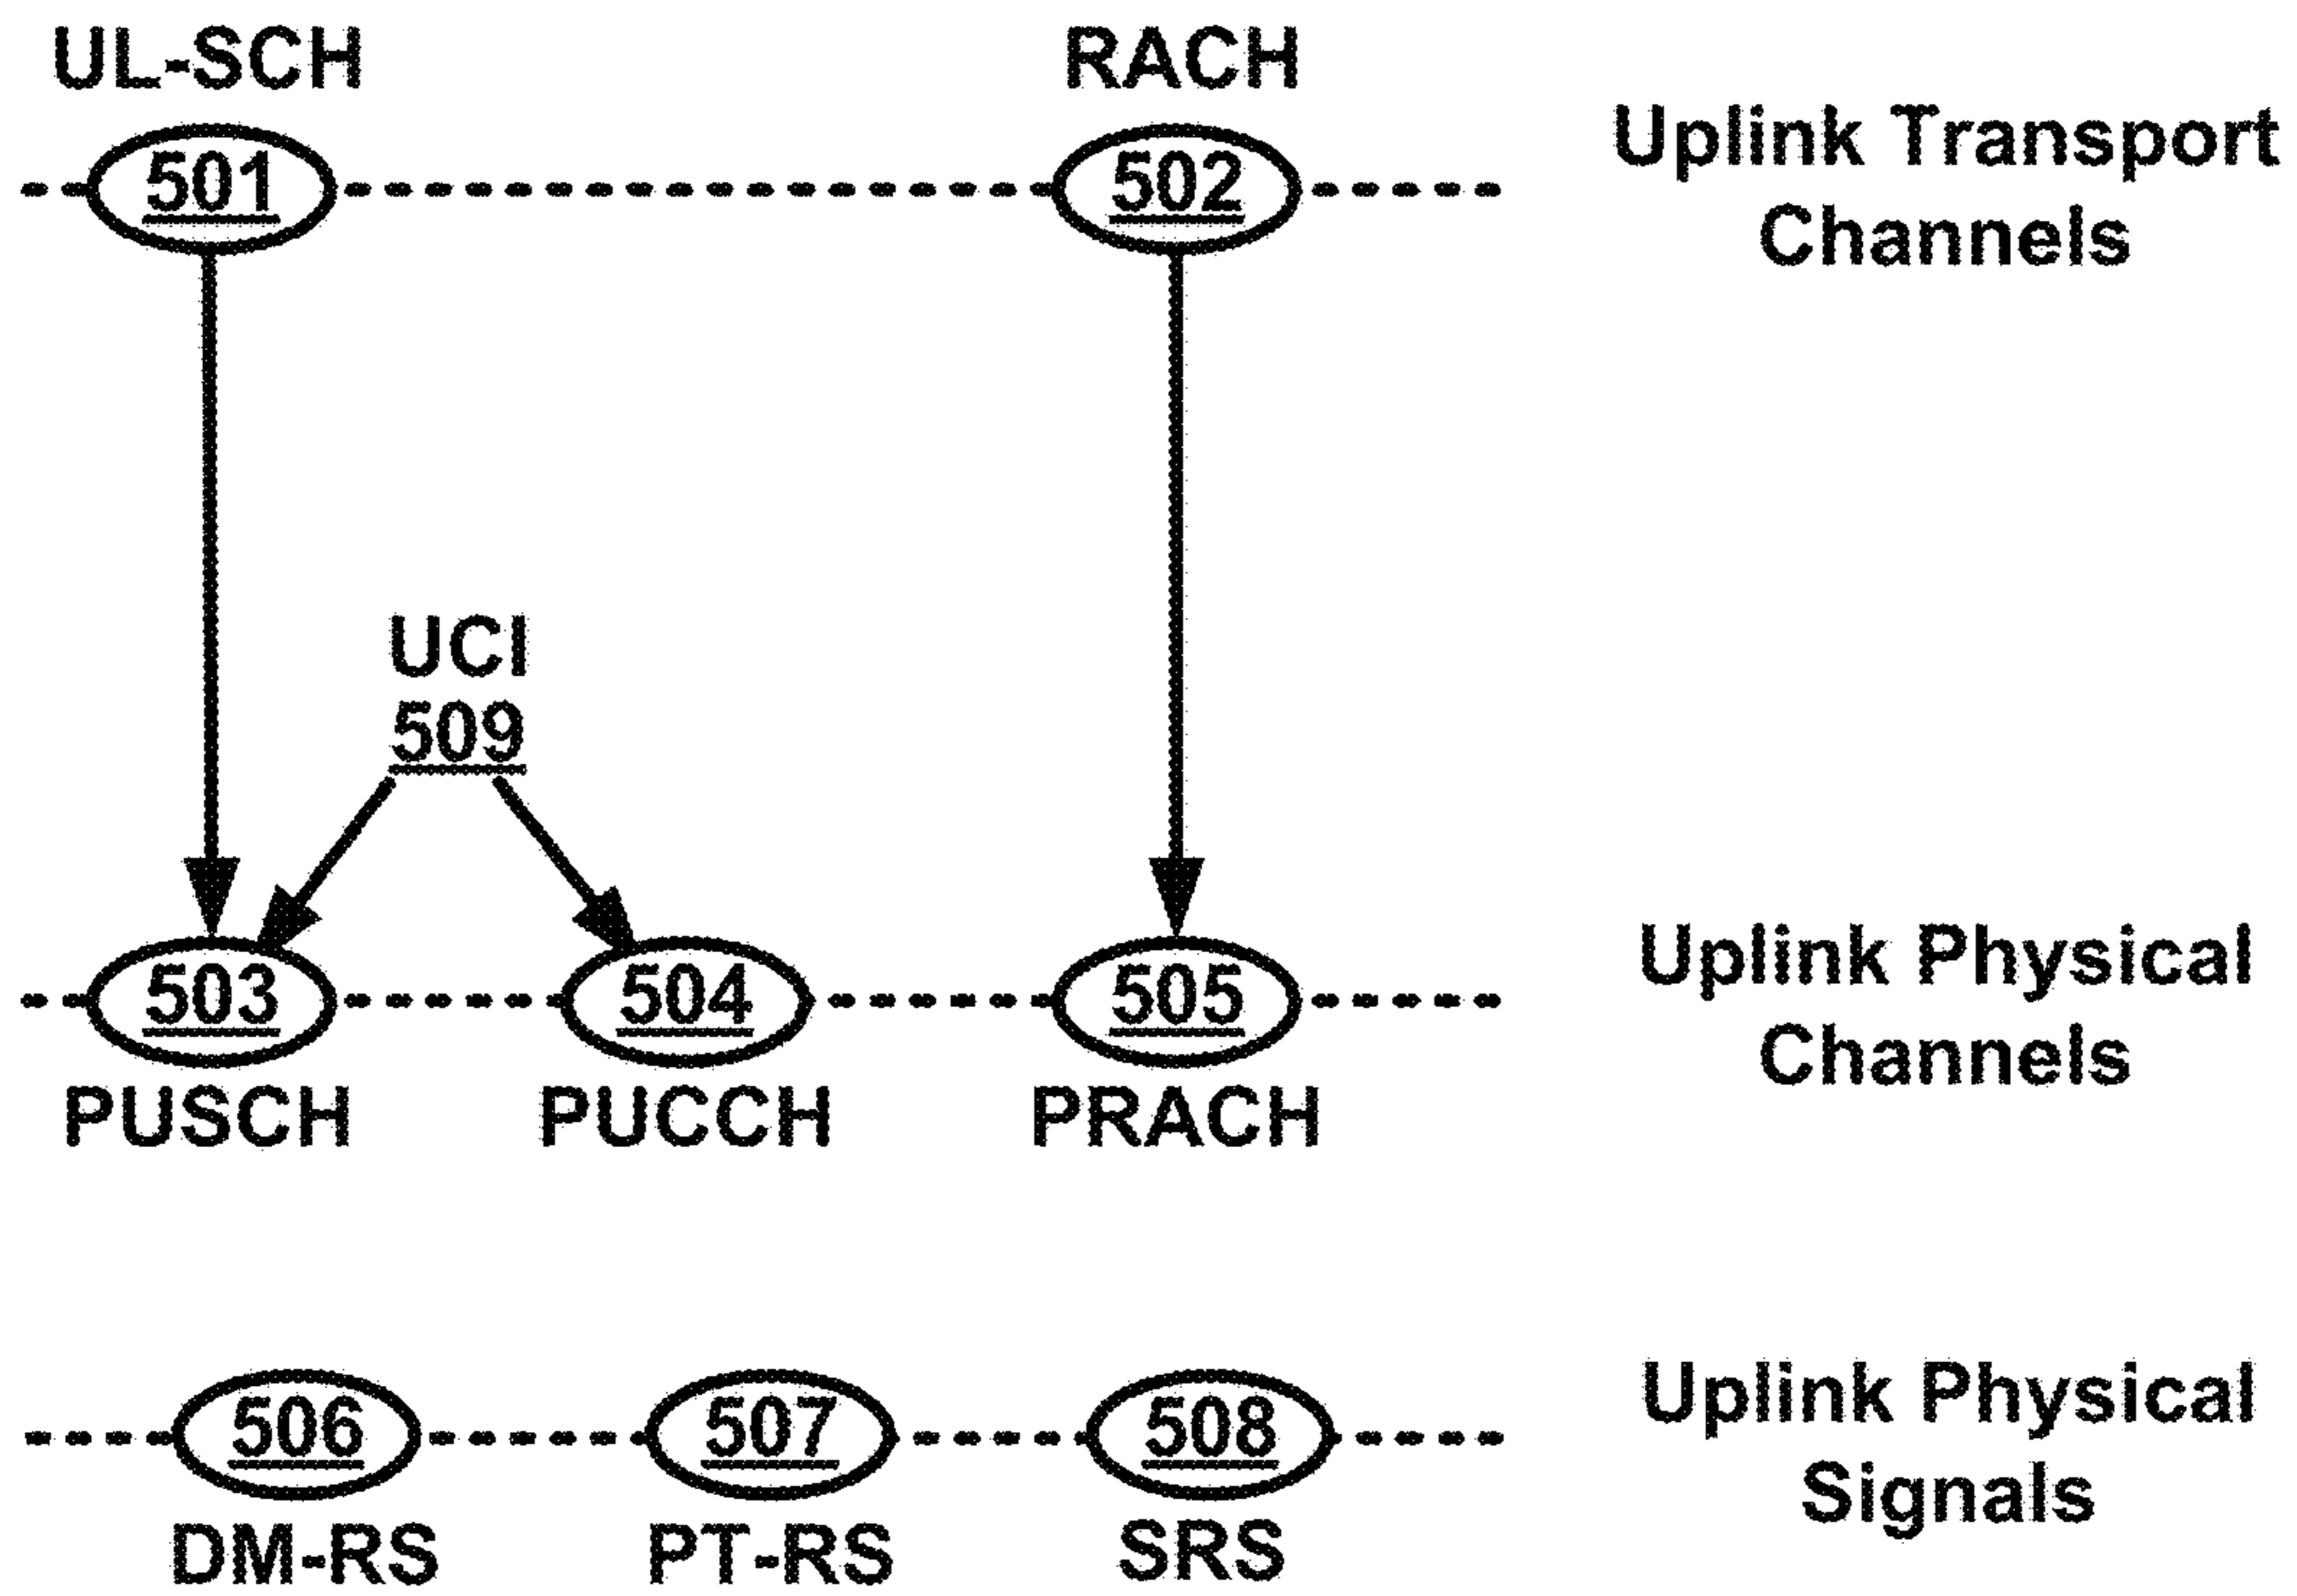 UL-SCH
RACH
501
502
Uplink Transport
Channels
UCI
509
503
504
505
Uplink Physical
Channels
PUSCH
PUCCH
PRACH
506
507
508
Uplink Physical
Signals
DM-RS
PT-RS
SRS